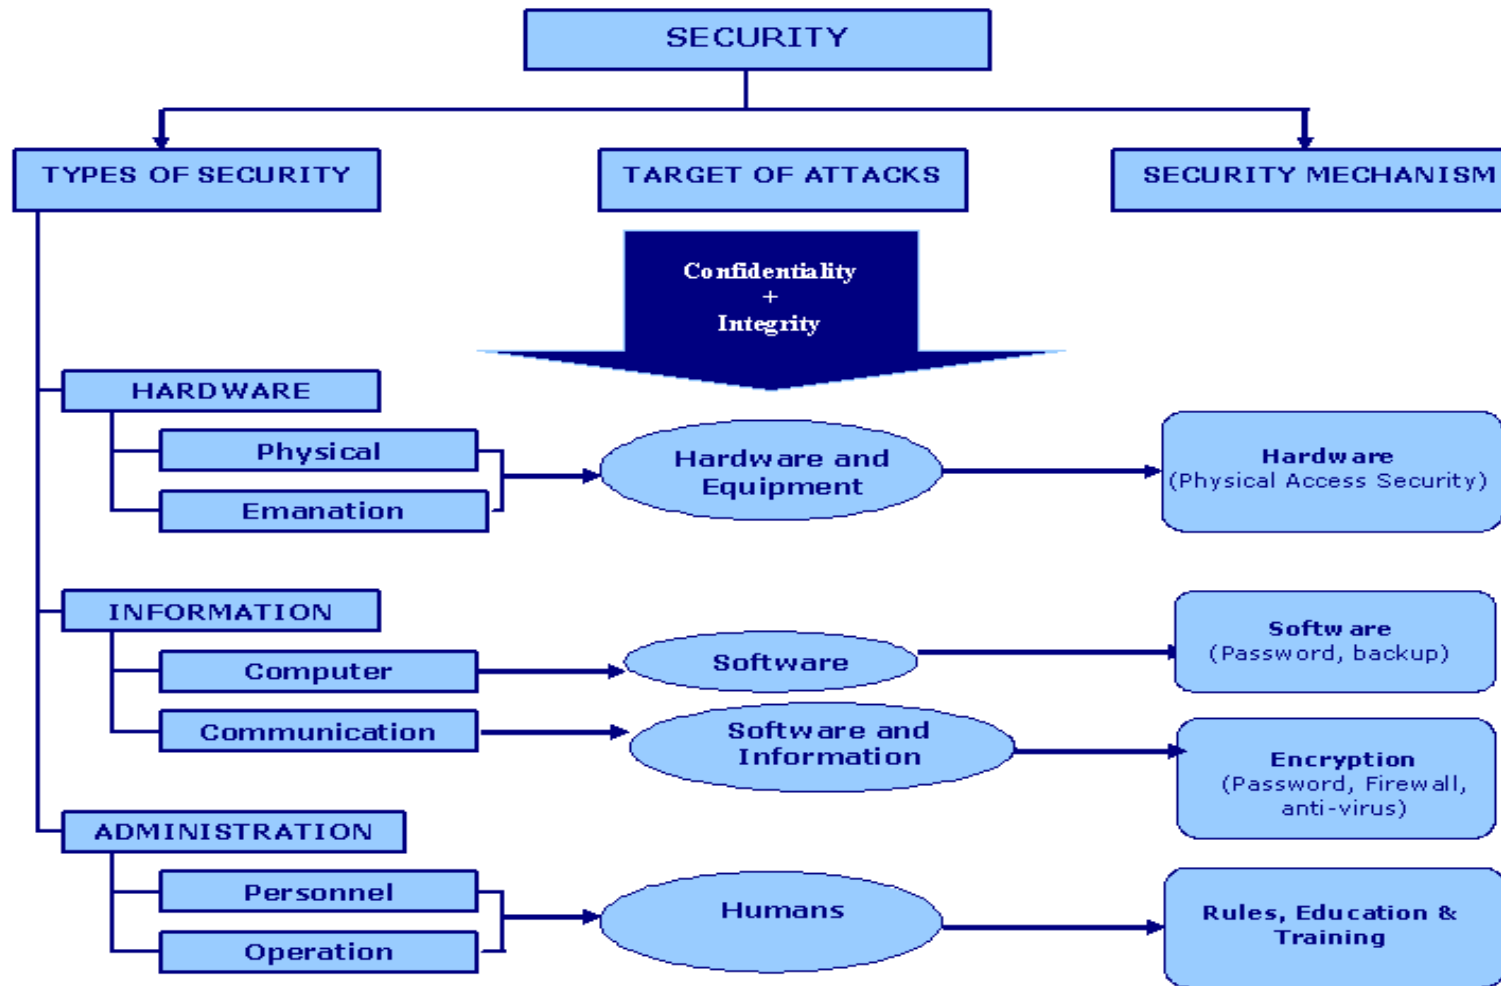 SECURITY
TYPES OF SECURITY
TARGET OF ATTACKS
SECURITY MECHANISM
Confidentiality
+
Integrity
HARDWARE
Physical
Emanation
Hardware and
Equipment
Hardware
(Physical Access Security)
INFORMATION
Computer
Software
Software
(Password, backup)
Communication
Software and
Information
Encryption
(Password, Firewall,
anti-virus)
ADMINISTRATION
Personnel
Operation
Humans
Rules, Education &
Training